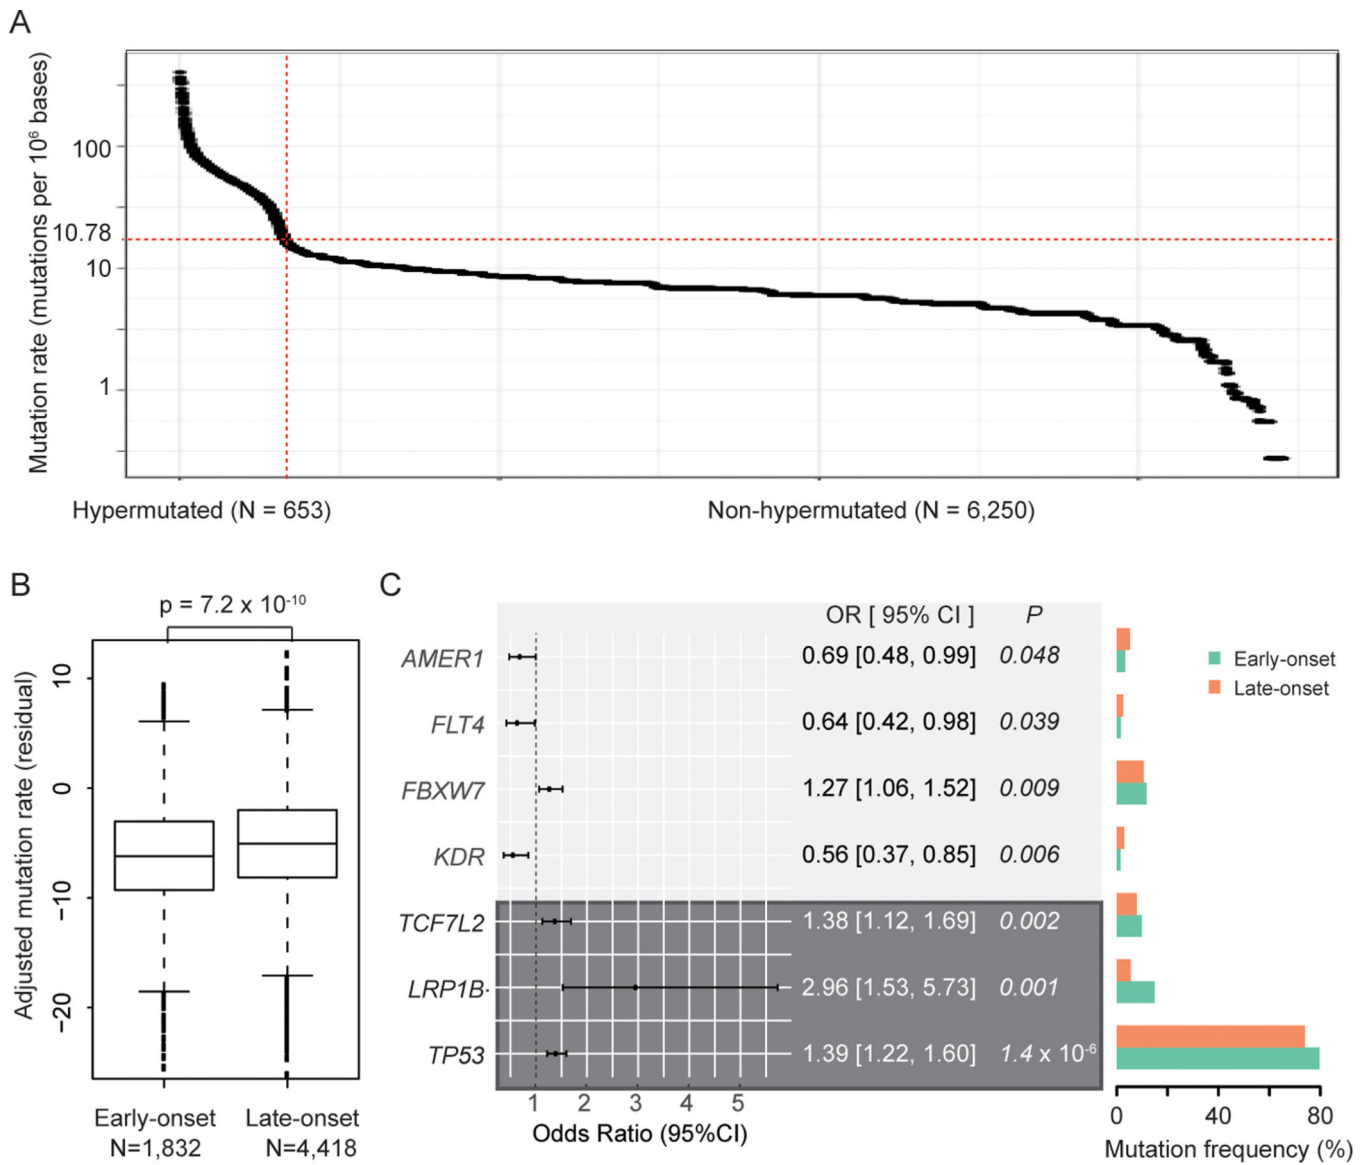 A
Mutation rate (mutations per 10⁶ bases)
100
10.78
10
1
Hypermutated (N = 653)
Non-hypermutated (N = 6,250)
B
p = 7.2 x 10⁻¹⁰
Adjusted mutation rate (residual)
10
0
−10
−20
Early-onset
N=1,832
Late-onset
N=4,418
C
OR [ 95% CI ] P
AMER1 0.69 [0.48, 0.99] 0.048
FLT4 0.64 [0.42, 0.98] 0.039
FBXW7 1.27 [1.06, 1.52] 0.009
KDR 0.56 [0.37, 0.85] 0.006
TCF7L2 1.38 [1.12, 1.69] 0.002
LRP1B 2.96 [1.53, 5.73] 0.001
TP53 1.39 [1.22, 1.60] 1.4 x 10⁻⁶
1 2 3 4 5
Odds Ratio (95%CI)
Early-onset
Late-onset
0 40 80
Mutation frequency (%)